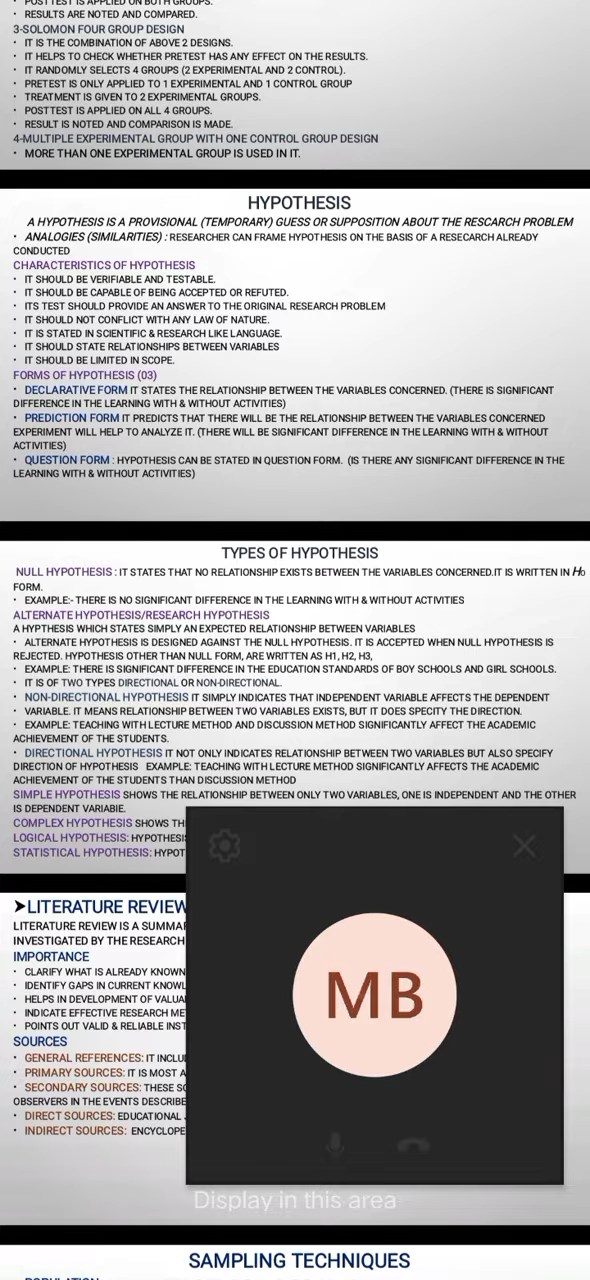 POSTTEST IS APPLIED ON BOTH GROUPS.
• RESULTS ARE NOTED AND COMPARED.
3-SOLOMON FOUR GROUP DESIGN
• IT IS THE COMBINATION OF ABOVE 2 DESIGNS.
• IT HELPS TO CHECK WHETHER PRETEST HAS ANY EFFECT ON THE RESULTS.
• IT RANDOMLY SELECTS 4 GROUPS (2 EXPERIMENTAL AND 2 CONTROL).
• PRETEST IS ONLY APPLIED TO 1 EXPERIMENTAL AND 1 CONTROL GROUP
• TREATMENT IS GIVEN TO 2 EXPERIMENTAL GROUPS.
• POSTTEST IS APPLIED ON ALL 4 GROUPS.
• RESULT IS NOTED AND COMPARISON IS MADE.
4-MULTIPLE EXPERIMENTAL GROUP WITH ONE CONTROL GROUP DESIGN
• MORE THAN ONE EXPERIMENTAL GROUP IS USED IN IT.
HYPOTHESIS
A HYPOTHESIS IS A PROVISIONAL (TEMPORARY) GUESS OR SUPPOSITION ABOUT THE RESCARCH PROBLEM
• ANALOGIES (SIMILARITIES) : RESEARCHER CAN FRAME HYPOTHESIS ON THE BASIS OF A RESECARCH ALREADY
CONDUCTED
CHARACTERISTICS OF HYPOTHESIS
• IT SHOULD BE VERIFIABLE AND TESTABLE.
• IT SHOULD BE CAPABLE OF BEING ACCEPTED OR REFUTED.
• ITS TEST SHOULD PROVIDE AN ANSWER TO THE ORIGINAL RESEARCH PROBLEM
• IT SHOULD NOT CONFLICT WITH ANY LAW OF NATURE.
• IT IS STATED IN SCIENTIFIC & RESEARCH LIKE LANGUAGE.
• IT SHOULD STATE RELATIONSHIPS BETWEEN VARIABLES
• IT SHOULD BE LIMITED IN SCOPE.
FORMS OF HYPOTHESIS (03)
• DECLARATIVE FORM IT STATES THE RELATIONSHIP BETWEEN THE VARIABLES CONCERNED. (THERE IS SIGNIFICANT
DIFFERENCE IN THE LEARNING WITH & WITHOUT ACTIVITIES)
• PREDICTION FORM IT PREDICTS THAT THERE WILL BE THE RELATIONSHIP BETWEEN THE VARIABLES CONCERNED
EXPERIMENT WILL HELP TO ANALYZE IT. (THERE WILL BE SIGNIFICANT DIFFERENCE IN THE LEARNING WITH & WITHOUT
ACTIVITIES)
• QUESTION FORM : HYPOTHESIS CAN BE STATED IN QUESTION FORM. (IS THERE ANY SIGNIFICANT DIFFERENCE IN THE
LEARNING WITH & WITHOUT ACTIVITIES)
TYPES OF HYPOTHESIS
NULL HYPOTHESIS : IT STATES THAT NO RELATIONSHIP EXISTS BETWEEN THE VARIABLES CONCERNED.IT IS WRITTEN IN H₀
FORM.
• EXAMPLE:- THERE IS NO SIGNIFICANT DIFFERENCE IN THE LEARNING WITH & WITHOUT ACTIVITIES
ALTERNATE HYPOTHESIS/RESEARCH HYPOTHESIS
A HYPTHESIS WHICH STATES SIMPLY AN EXPECTED RELATIONSHIP BETWEEN VARIABLES
• ALTERNATE HYPOTHESIS IS DESIGNED AGAINST THE NULL HYPOTHESIS. IT IS ACCEPTED WHEN NULL HYPOTHESIS IS
REJECTED. HYPOTHESIS OTHER THAN NULL FORM, ARE WRITTEN AS H1, H2, H3,
• EXAMPLE: THERE IS SIGNIFICANT DIFFERENCE IN THE EDUCATION STANDARDS OF BOY SCHOOLS AND GIRL SCHOOLS.
• IT IS OF TWO TYPES DIRECTIONAL OR NON-DIRECTIONAL.
• NON-DIRECTIONAL HYPOTHESIS IT SIMPLY INDICATES THAT INDEPENDENT VARIABLE AFFECTS THE DEPENDENT
• VARIABLE. IT MEANS RELATIONSHIP BETWEEN TWO VARIABLES EXISTS, BUT IT DOES SPECIFY THE DIRECTION.
• EXAMPLE: TEACHING WITH LECTURE METHOD AND DISCUSSION METHOD SIGNIFICANTLY AFFECT THE ACADEMIC
ACHIEVEMENT OF THE STUDENTS.
• DIRECTIONAL HYPOTHESIS IT NOT ONLY INDICATES RELATIONSHIP BETWEEN TWO VARIABLES BUT ALSO SPECIFY
DIRECTION OF HYPOTHESIS EXAMPLE: TEACHING WITH LECTURE METHOD SIGNIFICANTLY AFFECTS THE ACADEMIC
ACHIEVEMENT OF THE STUDENTS THAN DISCUSSION METHOD
SIMPLE HYPOTHESIS SHOWS THE RELATIONSHIP BETWEEN ONLY TWO VARIABLES, ONE IS INDEPENDENT AND THE OTHER
IS DEPENDENT VARIABIE.
COMPLEX HYPOTHESIS SHOWS
LOGICAL HYPOTHESIS:
STATISTICAL HYPOTHESIS:
➤LITERATURE REVIEW
LITERATURE REVIEW IS A
INVESTIGATED BY THE RESEARCH
IMPORTANCE
• CLARIFY WHAT IS ALREADY KNOWN
• IDENTIFY GAPS IN CURRENT
• HELPS IN DEVELOPMENT OF
• INDICATE EFFECTIVE RESEARCH
• POINTS OUT VALID & RELIABLE
SOURCES
• GENERAL REFERENCES: IT
• PRIMARY SOURCES: IT IS MOST
• SECONDARY SOURCES: THESE
OBSERVERS IN THE EVENTS
• DIRECT SOURCES: EDUCATIONAL
• INDIRECT SOURCES:
MB
Display in this area
SAMPLING TECHNIQUES